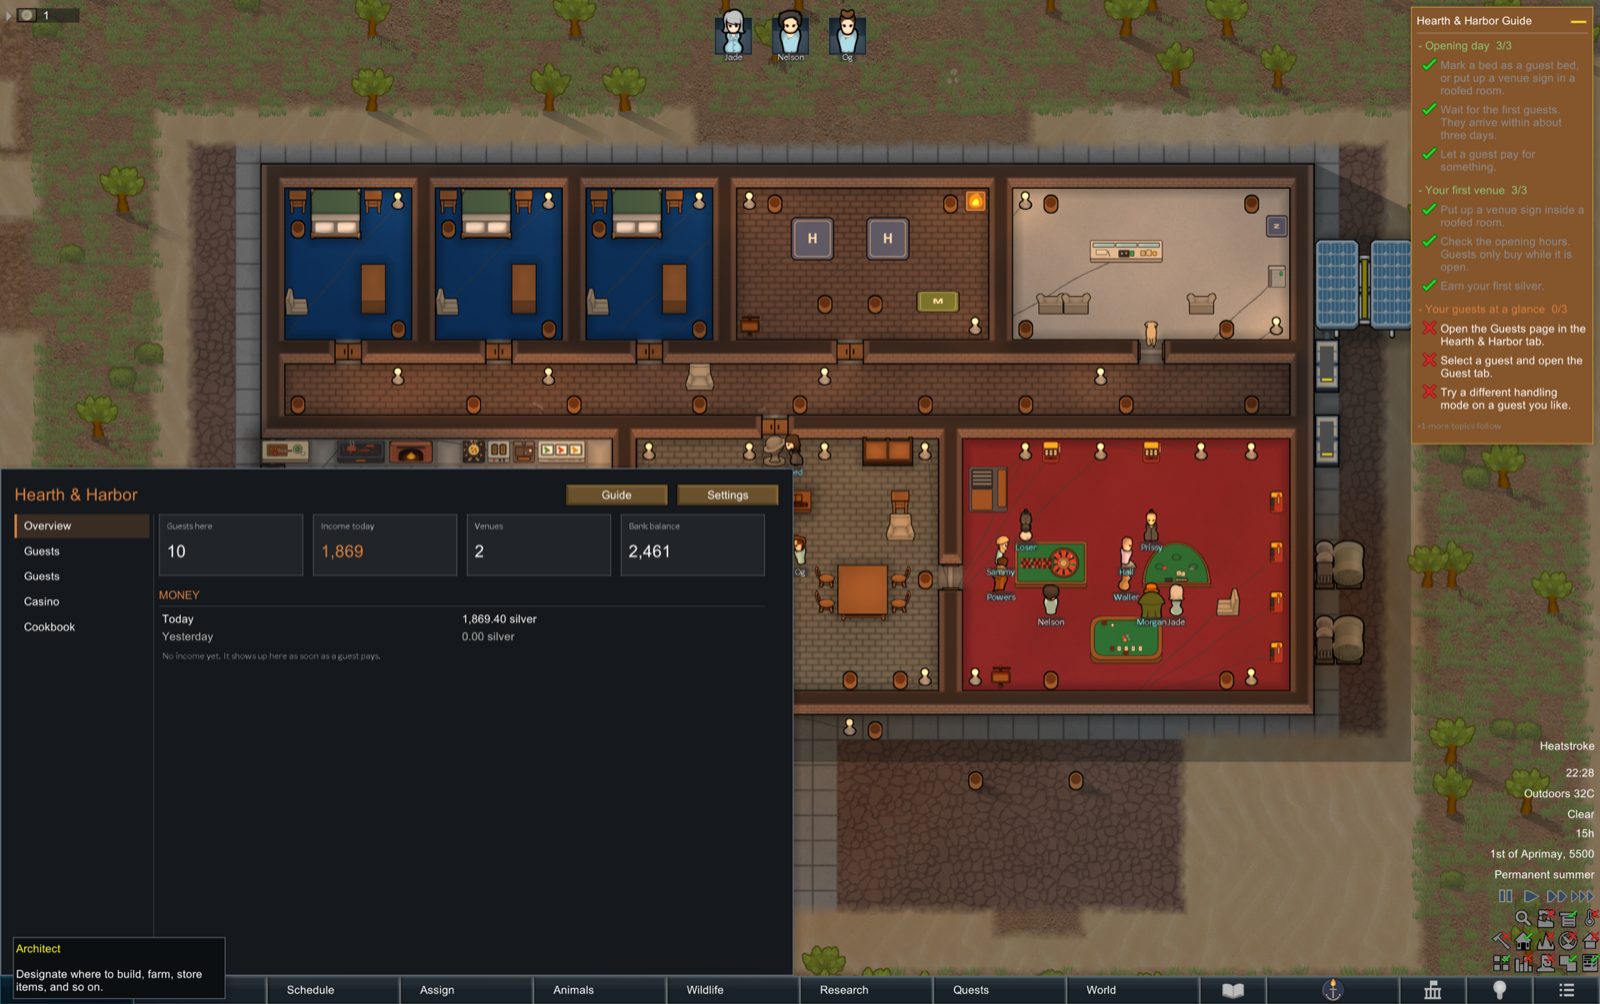 1
Jade
Nelson
Og
Hearth & Harbor Guide
- Opening day 3/3
Mark a bed as a guest bed,
or put up a venue sign in a
roofed room.
Wait for the first guests.
They arrive within about
three days.
Let a guest pay for
something.
- Your first venue 3/3
Put up a venue sign inside a
roofed room.
Check the opening hours.
Guests only buy while it is
open.
Earn your first silver.
- Your guests at a glance 0/3
Open the Guests page in the
Hearth & Harbor tab.
Select a guest and open the
Guest tab.
Try a different handling
mode on a guest you like.
+1 more topics follow
H
H
M
Z
Hearth & Harbor
Guide
Settings
Overview
Guests
Guests
Casino
Cookbook
Guests here
10
Income today
1,869
Venues
2
Bank balance
2,461
MONEY
Today 1,869.40 silver
Yesterday 0.00 silver
No income yet. It shows up here as soon as a guest pays.
Og
Loser
Prissy
Sammy
Hail
Powers
Waller
Nelson
Morgan
Jade
Heatstroke
22:28
Outdoors 32C
Clear
15h
1st of Aprimay, 5500
Permanent summer
Architect
Designate where to build, farm, store
items, and so on.
Schedule
Assign
Animals
Wildlife
Research
Quests
World